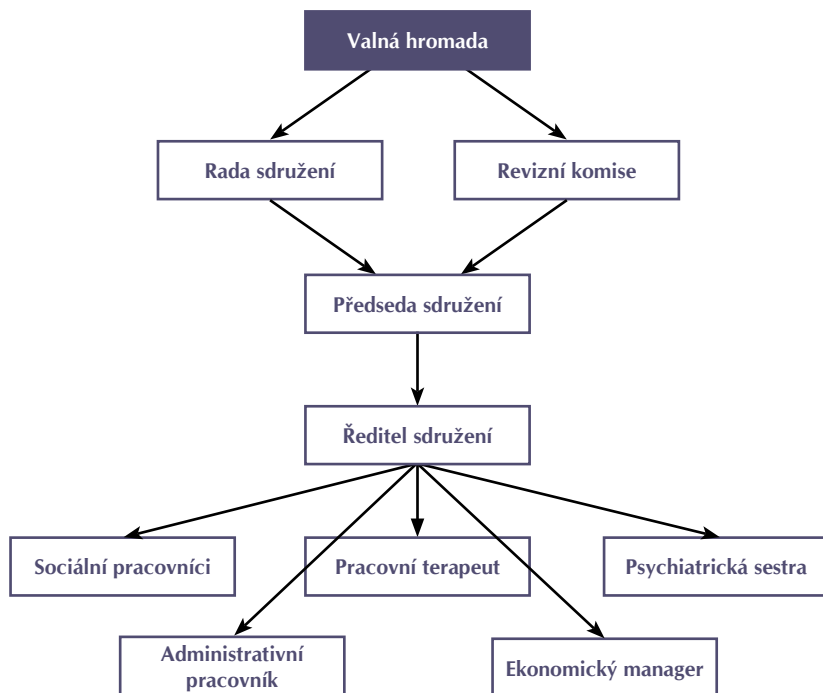 Valná hromada
Rada sdružení
Revizní komise
Předseda sdružení
Ředitel sdružení
Sociální pracovníci
Pracovní terapeut
Psychiatrická sestra
Administrativní
pracovník
Ekonomický manager